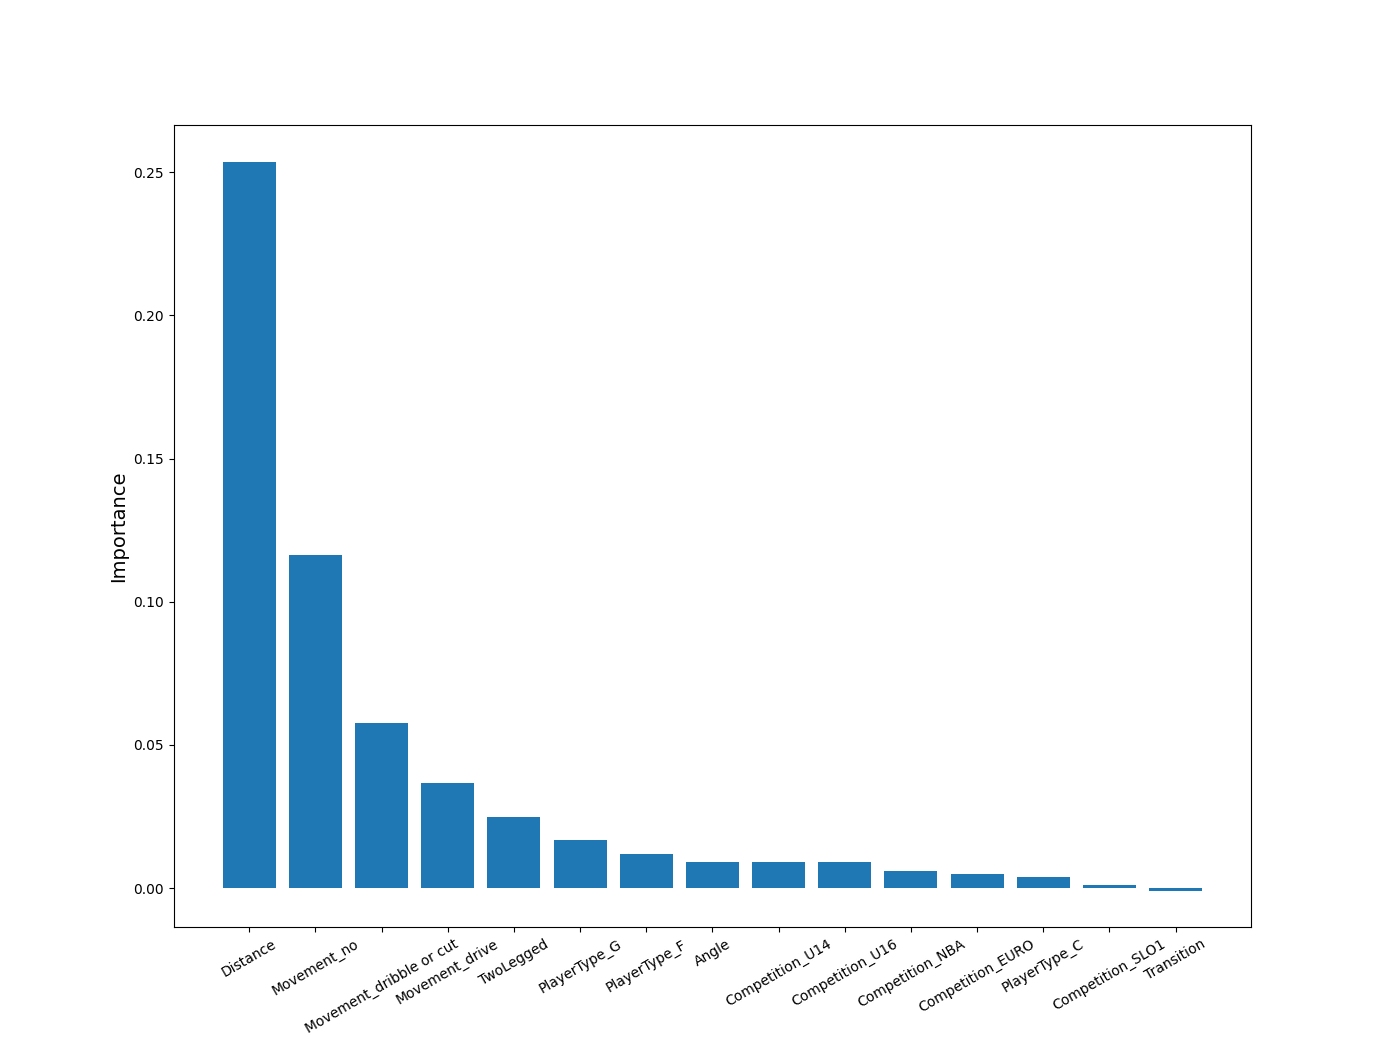 Importance
0.25
0.20
0.15
0.10
0.05
0.00
Distance
Movement_no
Movement_dribble or cut
Movement_drive
TwoLegged
PlayerType_G
PlayerType_F
Angle
Competition_U14
Competition_U16
Competition_NBA
Competition_EURO
PlayerType_C
Competition_SLO1
Transition